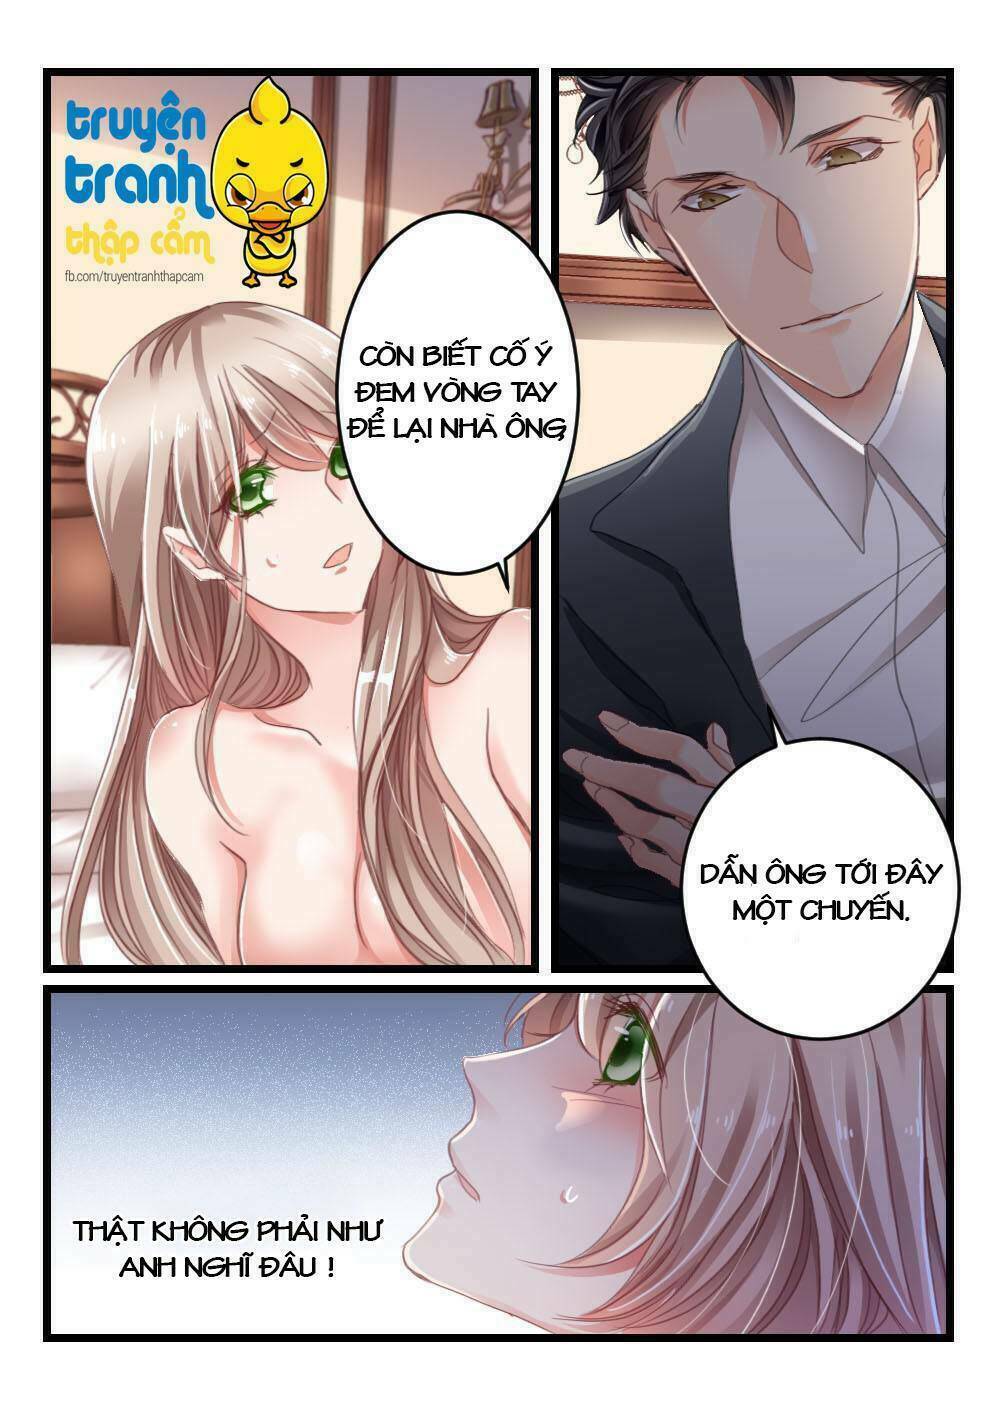 truyện
tranh
thập cẩm
fb.com/truyentranhthapcam
CÒN BIẾT CỐ Ý
ĐEM VÒNG TAY
ĐỂ LẠI NHÀ ÔNG,
DẪN ÔNG TỚI ĐÂY
MỘT CHUYẾN.
THẬT KHÔNG PHẢI NHƯ
ANH NGHĨ ĐÂU !